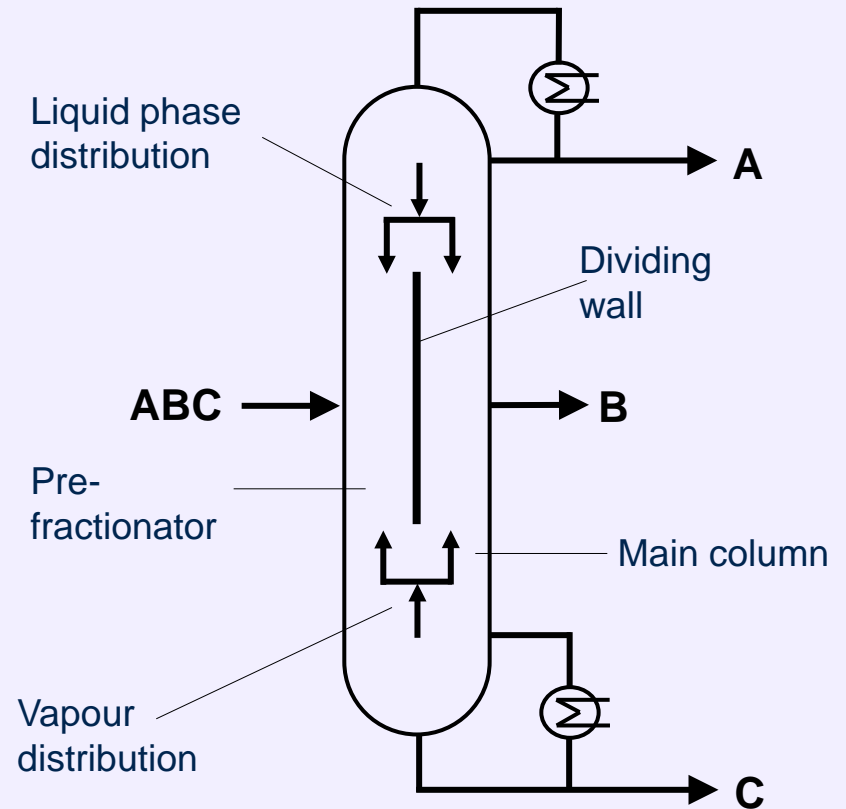 Liquid phase
distribution
A
Dividing
wall
ABC
B
Pre-
fractionator
Main column
Vapour
distribution
C